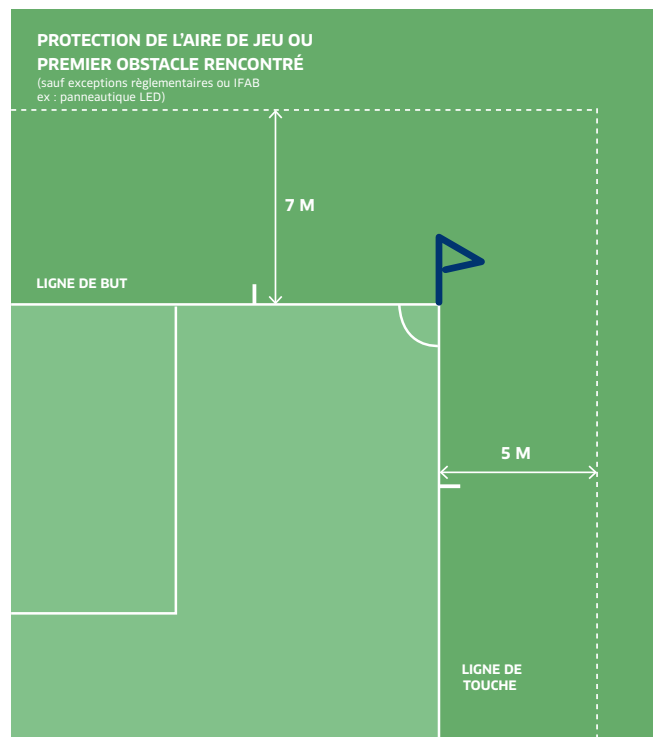 PROTECTION DE L’AIRE DE JEU OU
PREMIER OBSTACLE RENCONTRÉ
(sauf exceptions règlementaires ou IFAB
ex : panneautique LED)
7 M
LIGNE DE BUT
5 M
LIGNE DE
TOUCHE